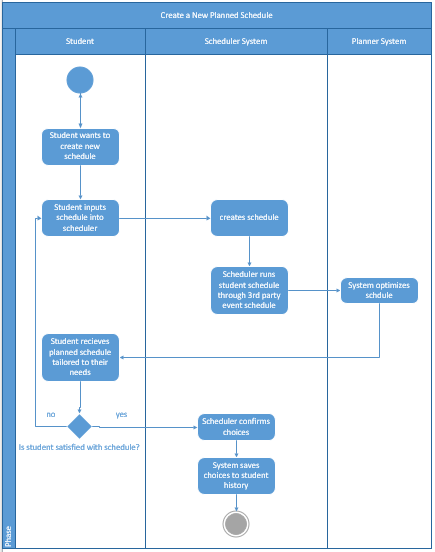 Create a New Planned Schedule
Student
Scheduler System
Planner System
Student wants to
create new
schedule
Student inputs
schedule into
scheduler
creates schedule
Scheduler runs
student schedule
through 3rd party
event schedule
System optimizes
schdule
Student recieves
planned schedule
tailored to their
needs
no
yes
Is student satisfied with schedule?
Scheduler confirms
choices
System saves
choices to student
history
Phase